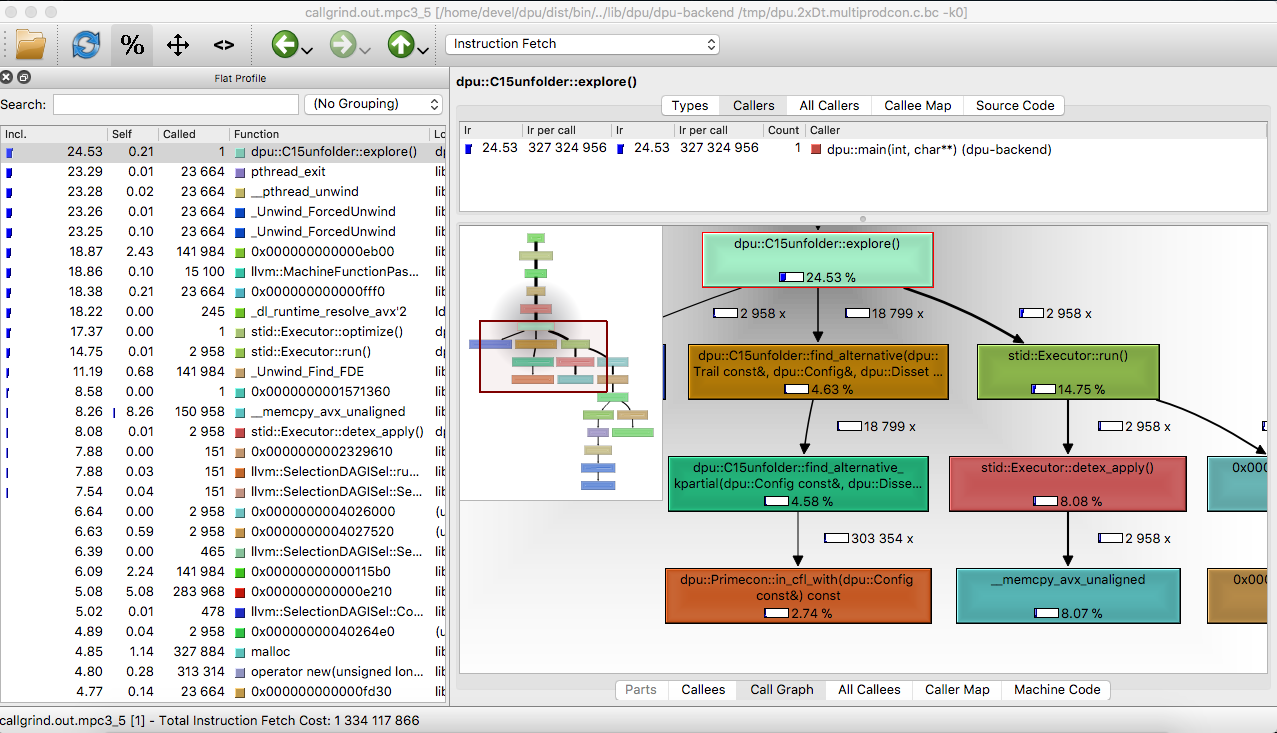 callgrind.out.mpc3_5 [/home/devel/dpu/dist/bin/../lib/dpu/dpu-backend /tmp/dpu.2xDt.multiprodcon.c.bc -k0]
% <> Instruction Fetch
Flat Profile
Search: (No Grouping)
Incl. Self Called Function Lo
24.53 0.21 1 dpu::C15unfolder::explore() dp
23.29 0.01 23 664 pthread_exit lib
23.28 0.02 23 664 __pthread_unwind lib
23.26 0.01 23 664 _Unwind_ForcedUnwind lib
23.25 0.10 23 664 _Unwind_ForcedUnwind lib
18.87 2.43 141 984 0x000000000000eb00 lib
18.86 0.10 15 100 llvm::MachineFunctionPas... lib
18.38 0.21 23 664 0x000000000000fff0 lib
18.22 0.00 245 _dl_runtime_resolve_avx'2 ld
17.37 0.00 1 stid::Executor::optimize() dp
14.75 0.01 2 958 stid::Executor::run() dp
11.19 0.68 141 984 _Unwind_Find_FDE lib
8.58 0.00 1 0x0000000001571360 lib
8.26 8.26 150 958 __memcpy_avx_unaligned lib
8.08 0.01 2 958 stid::Executor::detex_apply() dp
7.88 0.00 151 0x0000000002329610 lib
7.88 0.03 151 llvm::SelectionDAGISel::ru... lib
7.54 0.04 151 llvm::SelectionDAGISel::Se... lib
6.64 0.00 2 958 0x0000000004026000 (u
6.63 0.59 2 958 0x0000000004027520 (u
6.39 0.00 465 llvm::SelectionDAGISel::Se... lib
6.09 2.24 141 984 0x00000000000115b0 lib
5.08 5.08 283 968 0x000000000000e210 lib
5.02 0.01 478 llvm::SelectionDAGISel::Co... lib
4.89 0.04 2 958 0x00000000040264e0 (u
4.85 1.14 327 884 malloc lib
4.80 0.28 313 314 operator new(unsigned lon... lib
4.77 0.14 23 664 0x000000000000fd30 lib
dpu::C15unfolder::explore()
Types Callers All Callers Callee Map Source Code
Ir Ir per call Ir Ir per call Count Caller
24.53 327 324 956 24.53 327 324 956 1 dpu::main(int, char**) (dpu-backend)
dpu::C15unfolder::explore()
24.53 %
2 958 x 18 799 x 2 958 x
dpu::C15unfolder::find_alternative(dpu::
Trail const&, dpu::Config&, dpu::Disset ...
4.63 %
stid::Executor::run()
14.75 %
18 799 x 2 958 x
dpu::C15unfolder::find_alternative_
kpartial(dpu::Config const&, dpu::Disse...
4.58 %
stid::Executor::detex_apply()
8.08 %
0x000
303 354 x 2 958 x
dpu::Primecon::in_cfl_with(dpu::Config
const&) const
2.74 %
__memcpy_avx_unaligned
8.07 %
0x000
Parts Callees Call Graph All Callees Caller Map Machine Code
callgrind.out.mpc3_5 [1] - Total Instruction Fetch Cost: 1 334 117 866